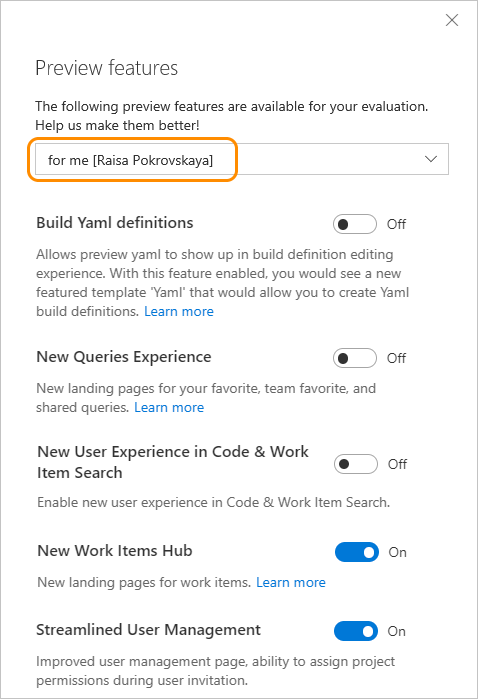 Preview features
The following preview features are available for your evaluation.
Help us make them better!
for me [Raisa Pokrovskaya]
Build Yaml definitions
Off
Allows preview yaml to show up in build definition editing
experience. With this feature enabled, you would see a new
featured template 'Yaml' that would allow you to create Yaml
build definitions. Learn more
New Queries Experience
Off
New landing pages for your favorite, team favorite, and
shared queries. Learn more
New User Experience in Code & Work
Item Search
Off
Enable new user experience in Code & Work Item Search.
New Work Items Hub
On
New landing pages for work items. Learn more
Streamlined User Management
On
Improved user management page, ability to assign project
permissions during user invitation.